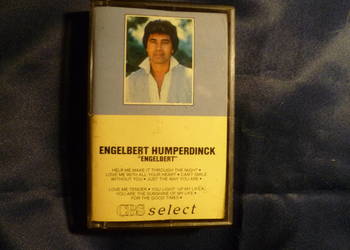 ENGELBERT HUMPERDINCK
"ENGELBERT"
HELP ME MAKE IT THROUGH THE NIGHT •
LOVE ME WITH ALL YOUR HEART • CAN'T SMILE
WITHOUT YOU • JUST THE WAY YOU ARE •
LOVE ME TENDER • YOU LIGHT UP MY LIFE •
YOU ARE THE SUNSHINE OF MY LIFE •
FOR THE GOOD TIMES
CBS select